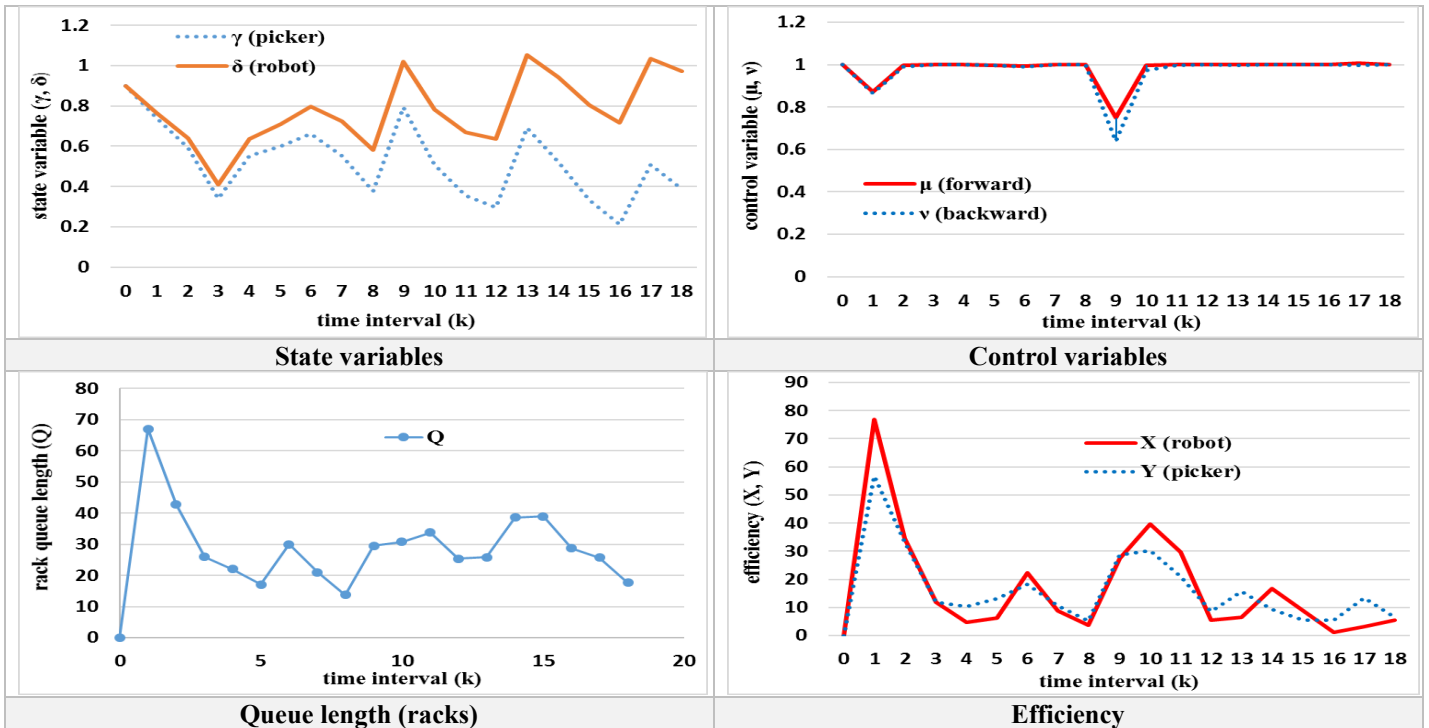 1.2
1
0.8
0.6
0.4
0.2
0
state variable (γ, δ)
γ (picker)
δ (robot)
0 1 2 3 4 5 6 7 8 9 10 11 12 13 14 15 16 17 18
time interval (k)
State variables
1.2
1
0.8
0.6
0.4
0.2
0
control variable (μ, ν)
μ (forward)
ν (backward)
0 1 2 3 4 5 6 7 8 9 10 11 12 13 14 15 16 17 18
time interval (k)
Control variables
80
70
60
50
40
30
20
10
0
rack queue length (Q)
Q
0 5 10 15 20
time interval (k)
Queue length (racks)
90
80
70
60
50
40
30
20
10
0
efficiency (X, Y)
X (robot)
Y (picker)
0 1 2 3 4 5 6 7 8 9 10 11 12 13 14 15 16 17 18
time interval (k)
Efficiency